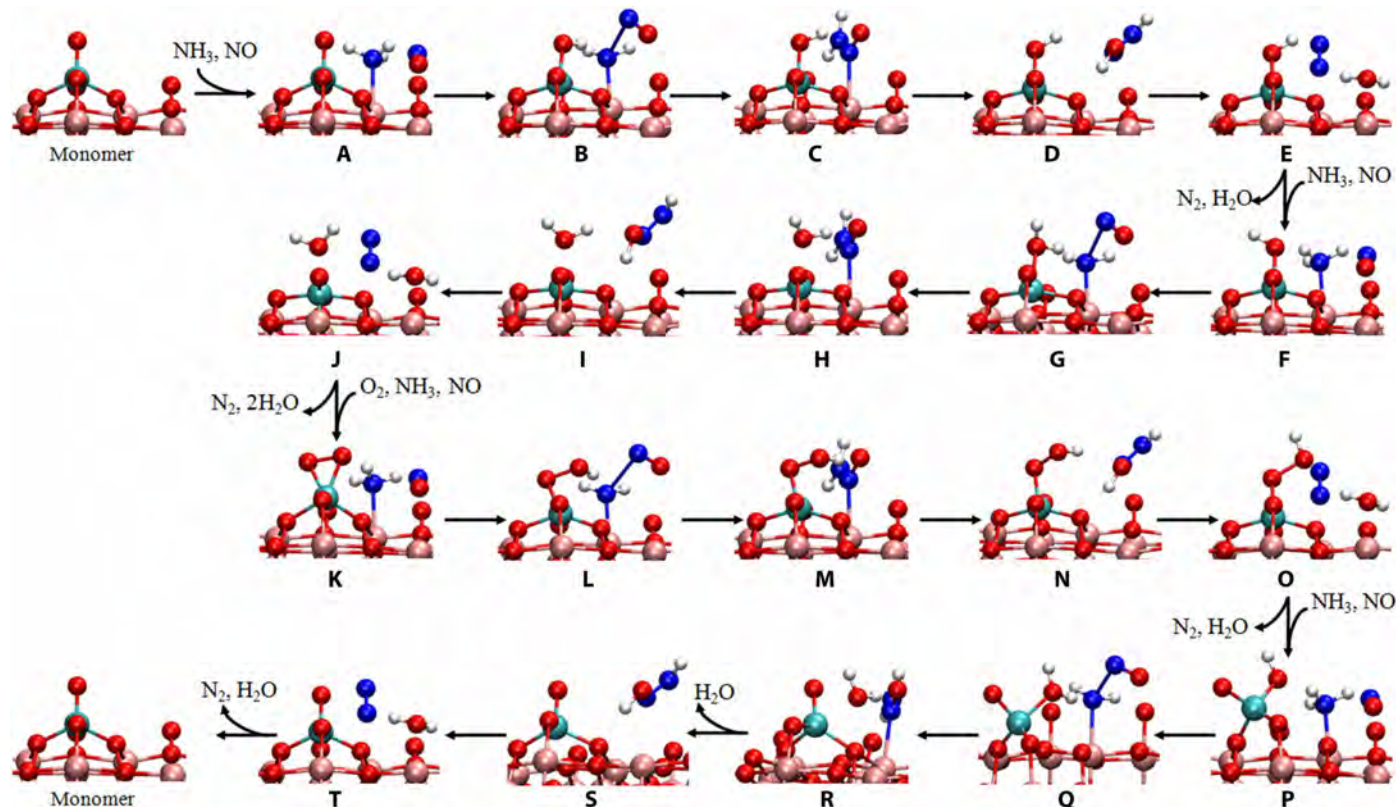 NH₃, NO
Monomer
A
B
C
D
E
N₂, H₂O
NH₃, NO
J
I
H
G
F
N₂, 2H₂O
O₂, NH₃, NO
K
L
M
N
O
N₂, H₂O
NH₃, NO
N₂, H₂O
H₂O
Monomer
T
S
R
Q
P